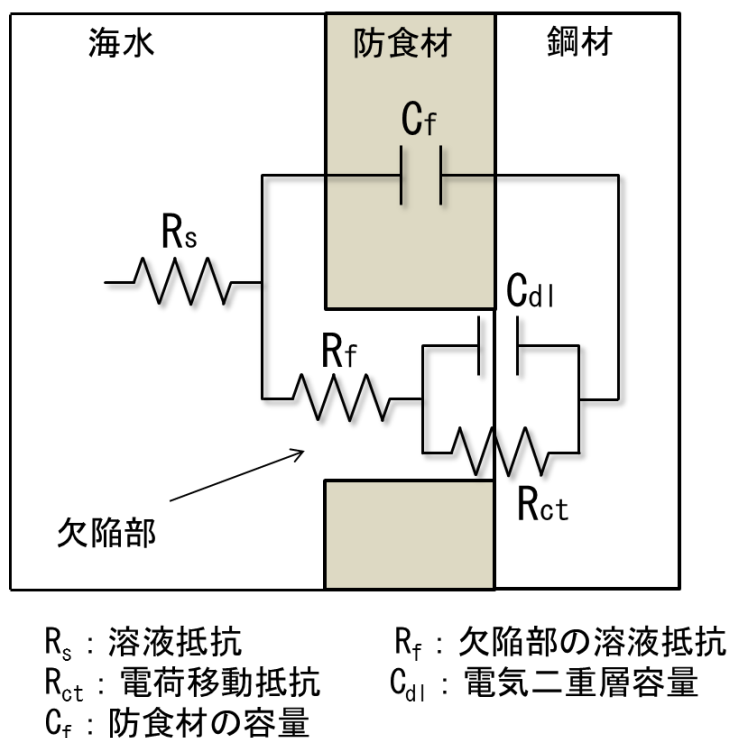 海水
防食材
鋼材
Cf
Rs
Cdl
Rf
Rct
欠陥部
Rs：溶液抵抗
Rf：欠陥部の溶液抵抗
Rct：電荷移動抵抗
Cdl：電気二重層容量
Cf：防食材の容量